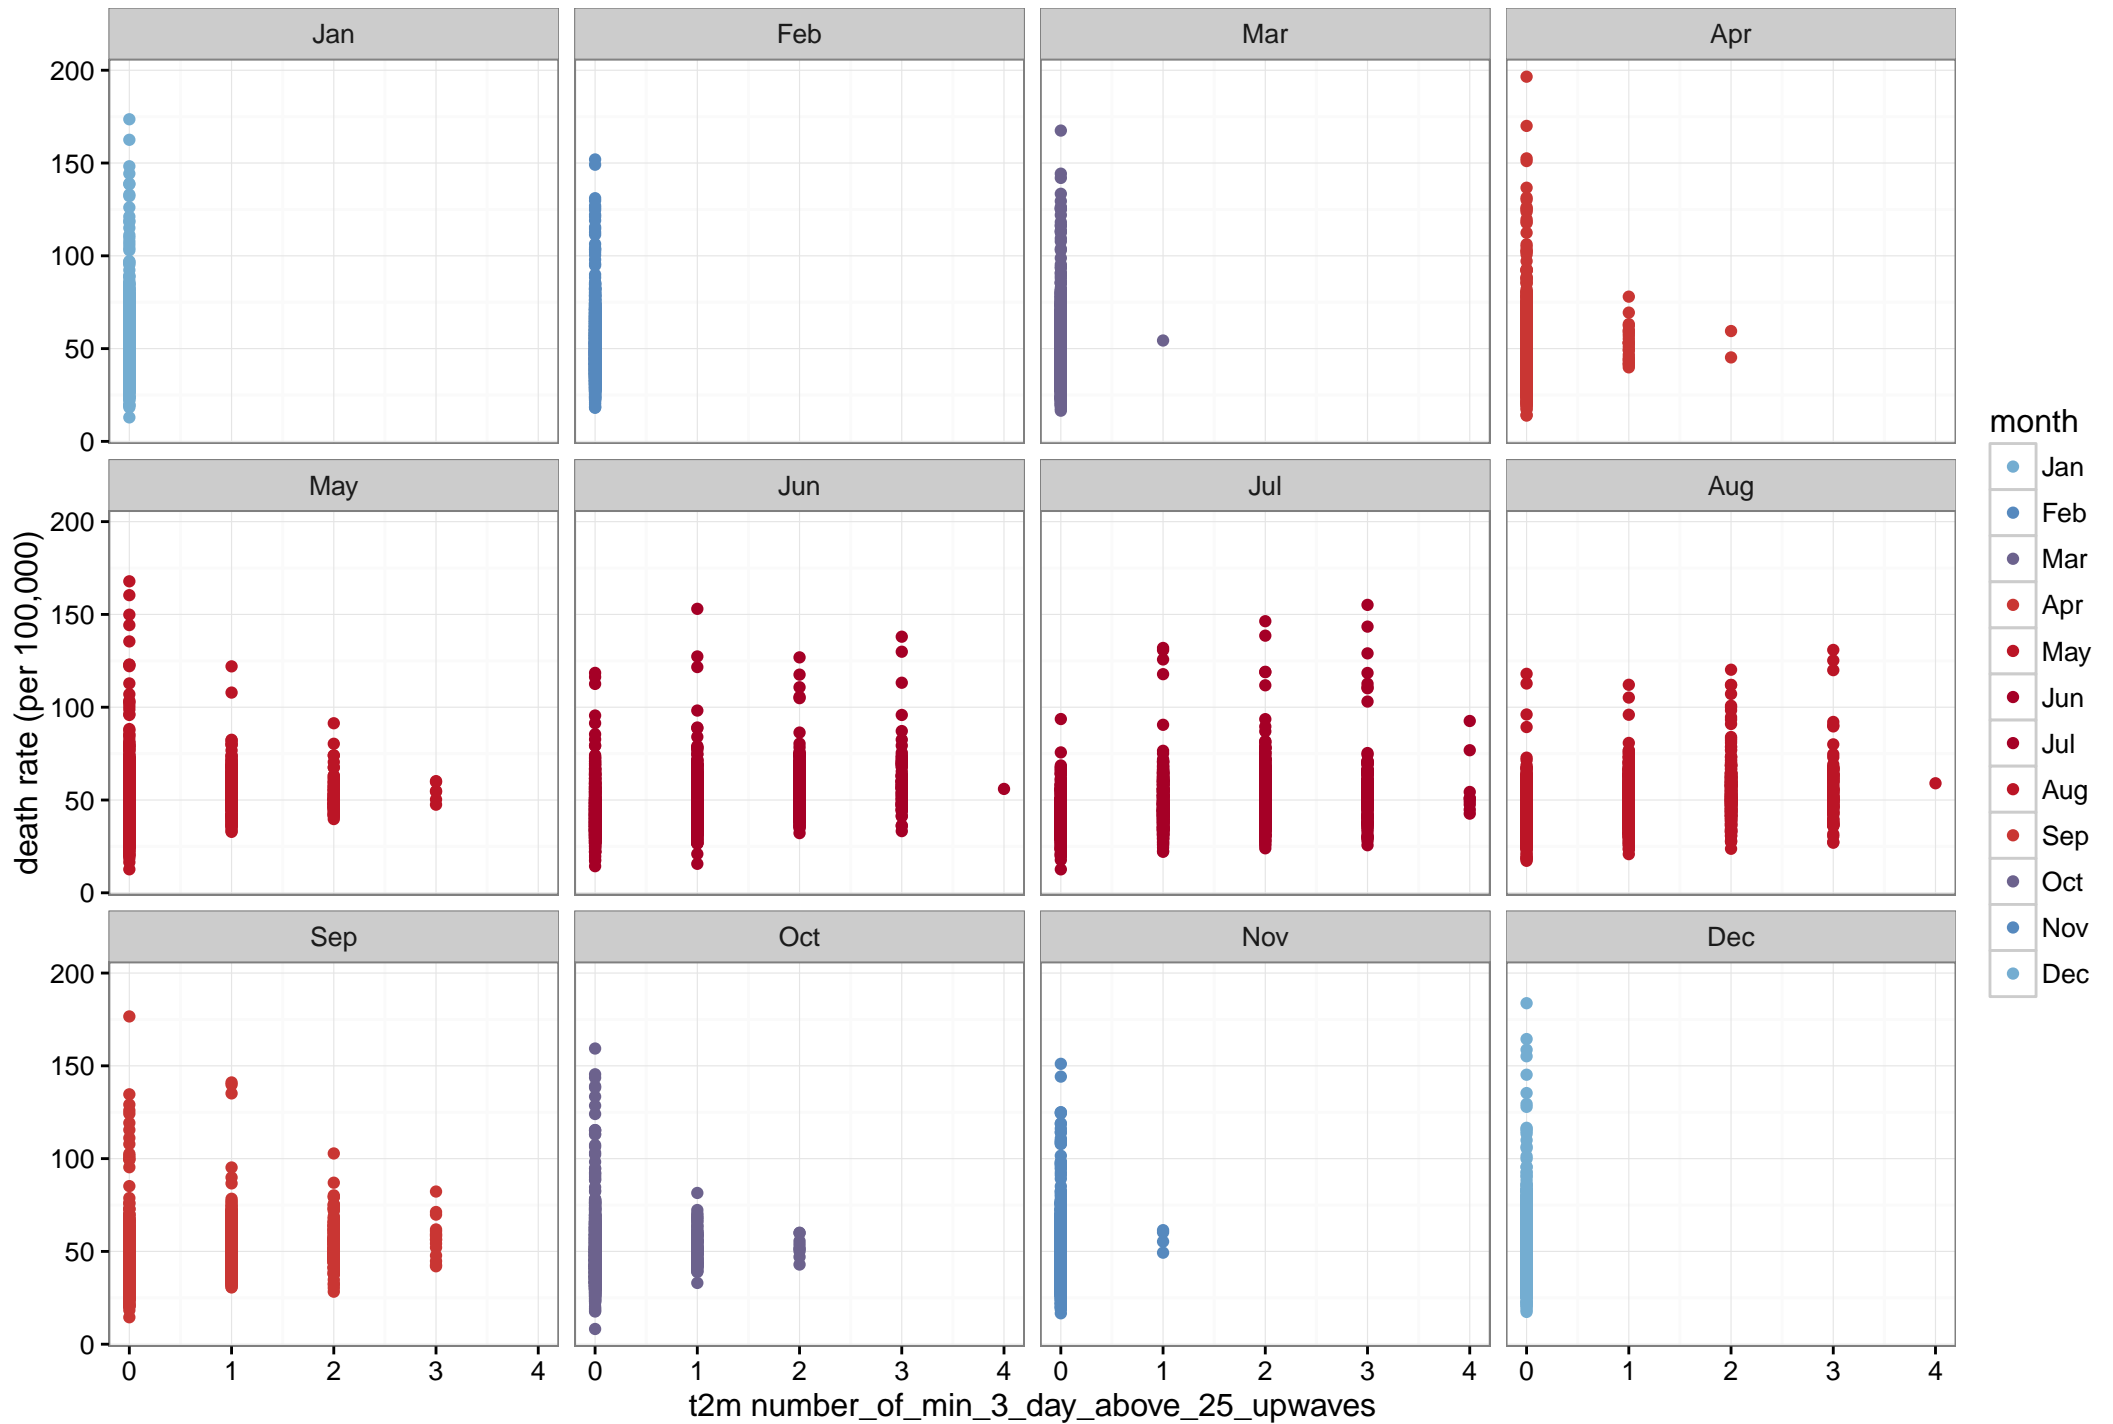 Jan Feb Mar Apr
200
150
100
50
0
May Jun Jul Aug
200
150
100
50
0
Sep Oct Nov Dec
200
150
100
50
0
0 1 2 3 4 0 1 2 3 4 0 1 2 3 4 0 1 2 3 4
t2m number_of_min_3_day_above_25_upwaves
death rate (per 100,000)
month
Jan
Feb
Mar
Apr
May
Jun
Jul
Aug
Sep
Oct
Nov
Dec